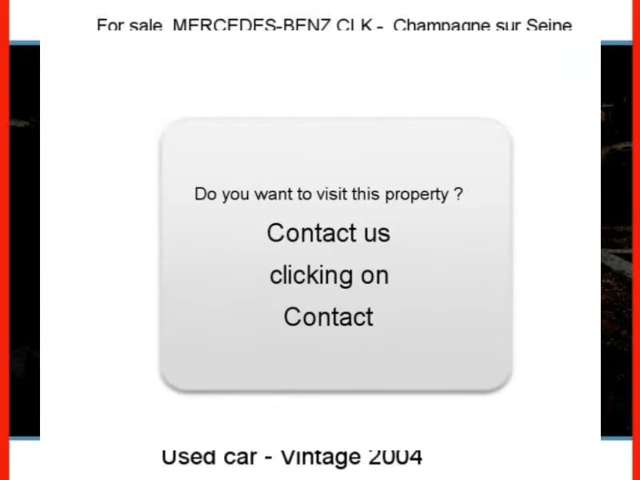 For sale MERCEDES-BENZ CLK - Champagne sur Seine
Do you want to visit this property ?
Contact us
clicking on
Contact
Used car - Vintage 2004